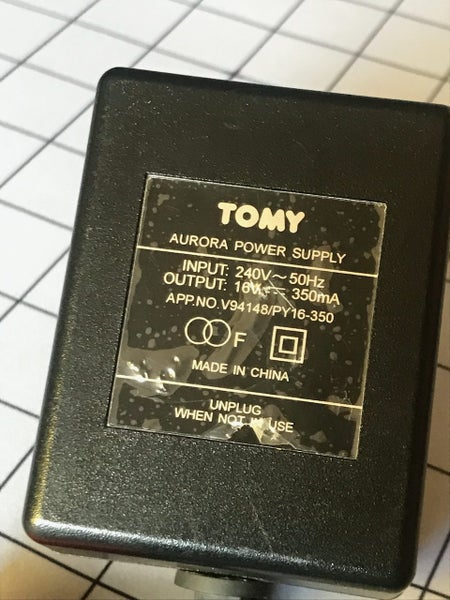 TOMY
AURORA POWER SUPPLY
INPUT: 240V～50Hz
OUTPUT: 16V⎓350mA
APP.NO.V94148/PY16-350
F
MADE IN CHINA
UNPLUG
WHEN NOT IN USE